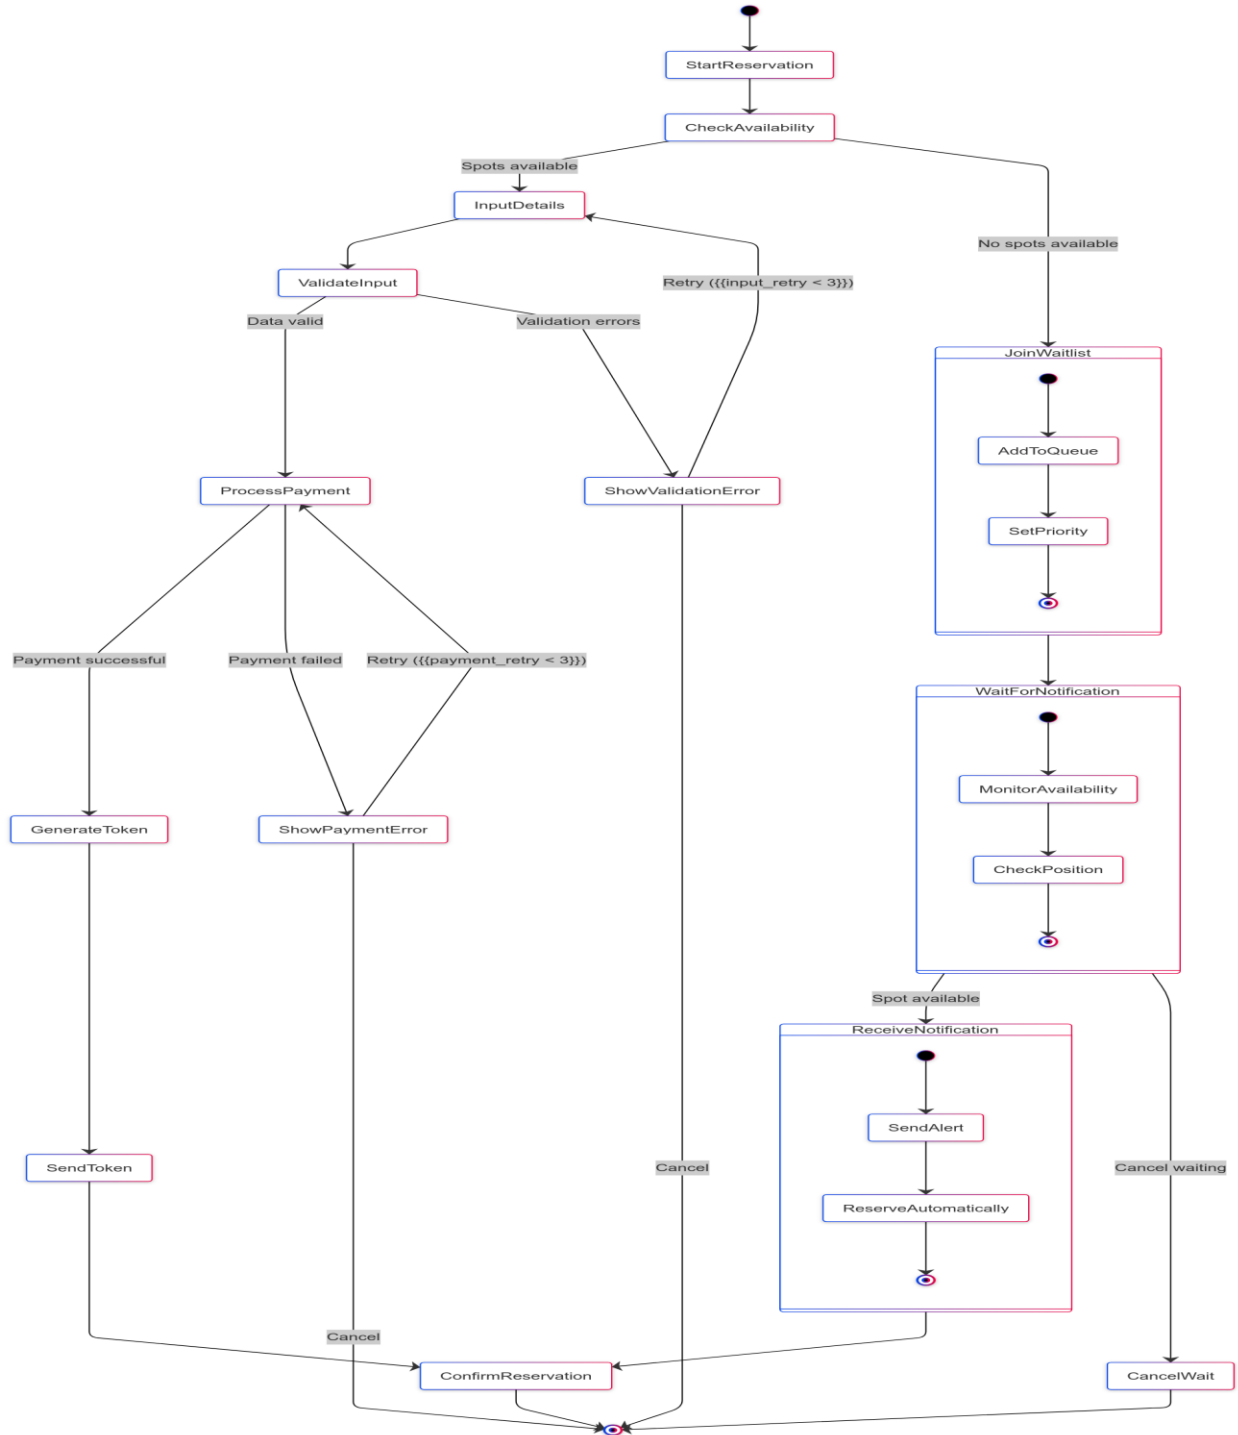 StartReservation
CheckAvailability
Spots available
InputDetails
No spots available
ValidateInput
Retry ({{input_retry < 3}})
Data valid
Validation errors
JoinWaitlist
AddToQueue
ProcessPayment
ShowValidationError
SetPriority
Payment successful
Payment failed
Retry ({{payment_retry < 3}})
WaitForNotification
MonitorAvailability
GenerateToken
ShowPaymentError
CheckPosition
Spot available
ReceiveNotification
SendAlert
SendToken
Cancel
Cancel waiting
ReserveAutomatically
Cancel
ConfirmReservation
CancelWait